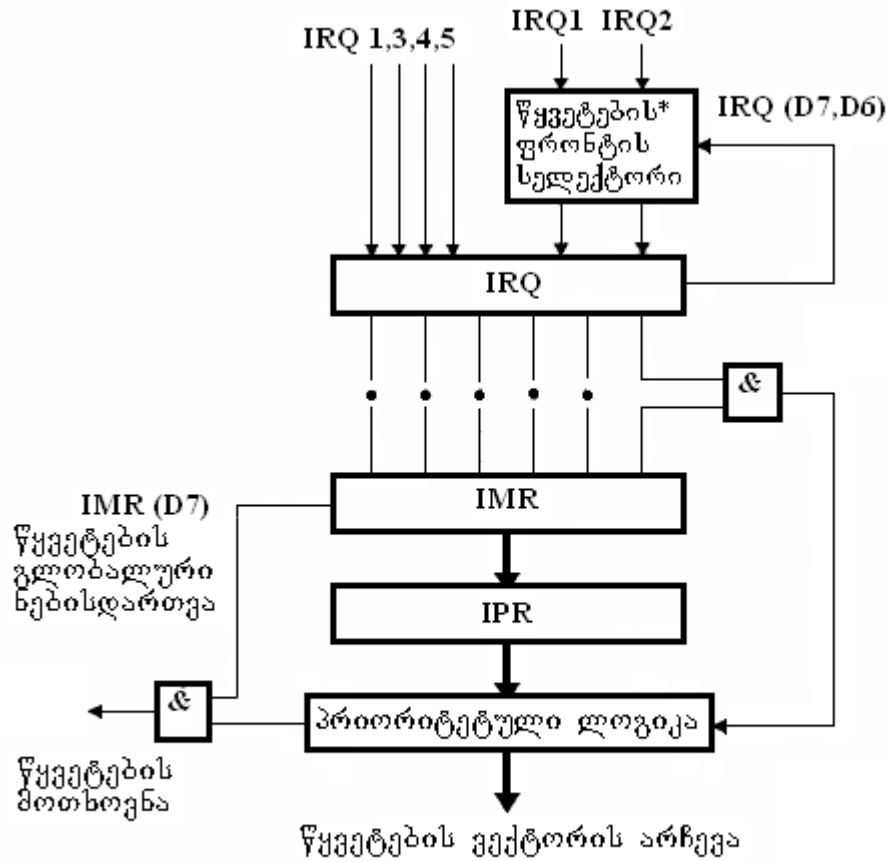 IRQ 1,3,4,5
IRQ1 IRQ2
წყვეტების*
ფრონტის
სელექტორი
IRQ (D7,D6)
IRQ
&
IMR
IMR (D7)
წყვეტების
გლობალური
ნებისდართვა
IPR
&
პრიორიტეტული ლოგიკა
წყვეტების
მოთხოვნა
წყვეტების ვექტორის არჩევა